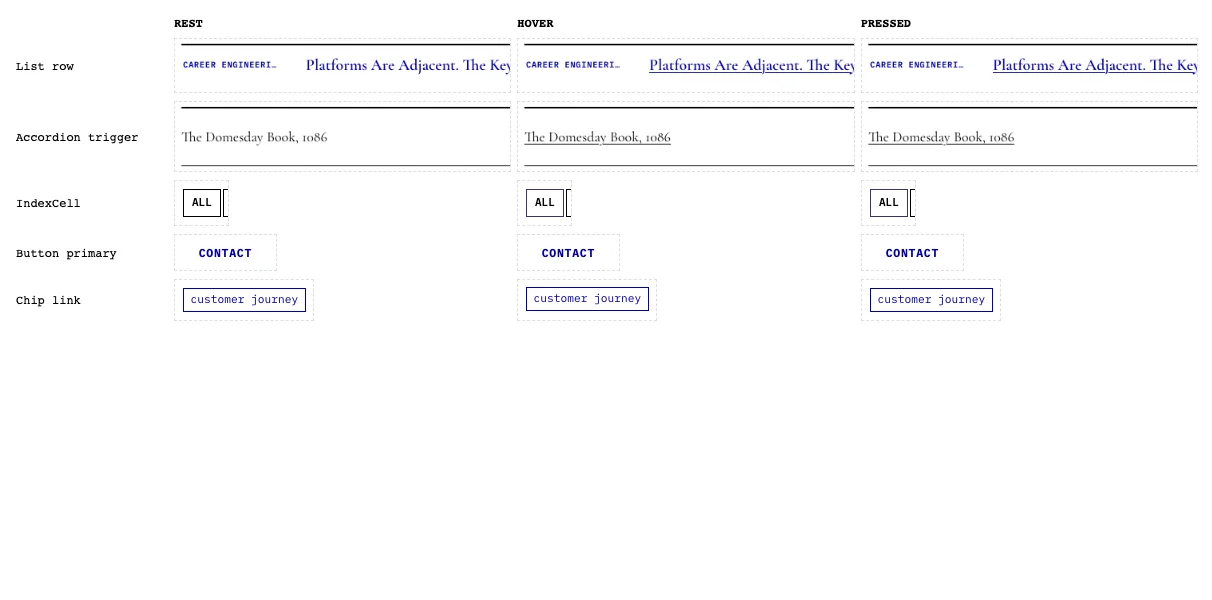 REST HOVER PRESSED
List row CAREER ENGINEERI… Platforms Are Adjacent. The Key CAREER ENGINEERI… Platforms Are Adjacent. The Key CAREER ENGINEERI… Platforms Are Adjacent. The Key
Accordion trigger The Domesday Book, 1086 The Domesday Book, 1086 The Domesday Book, 1086
IndexCell ALL ALL ALL
Button primary CONTACT CONTACT CONTACT
Chip link customer journey customer journey customer journey